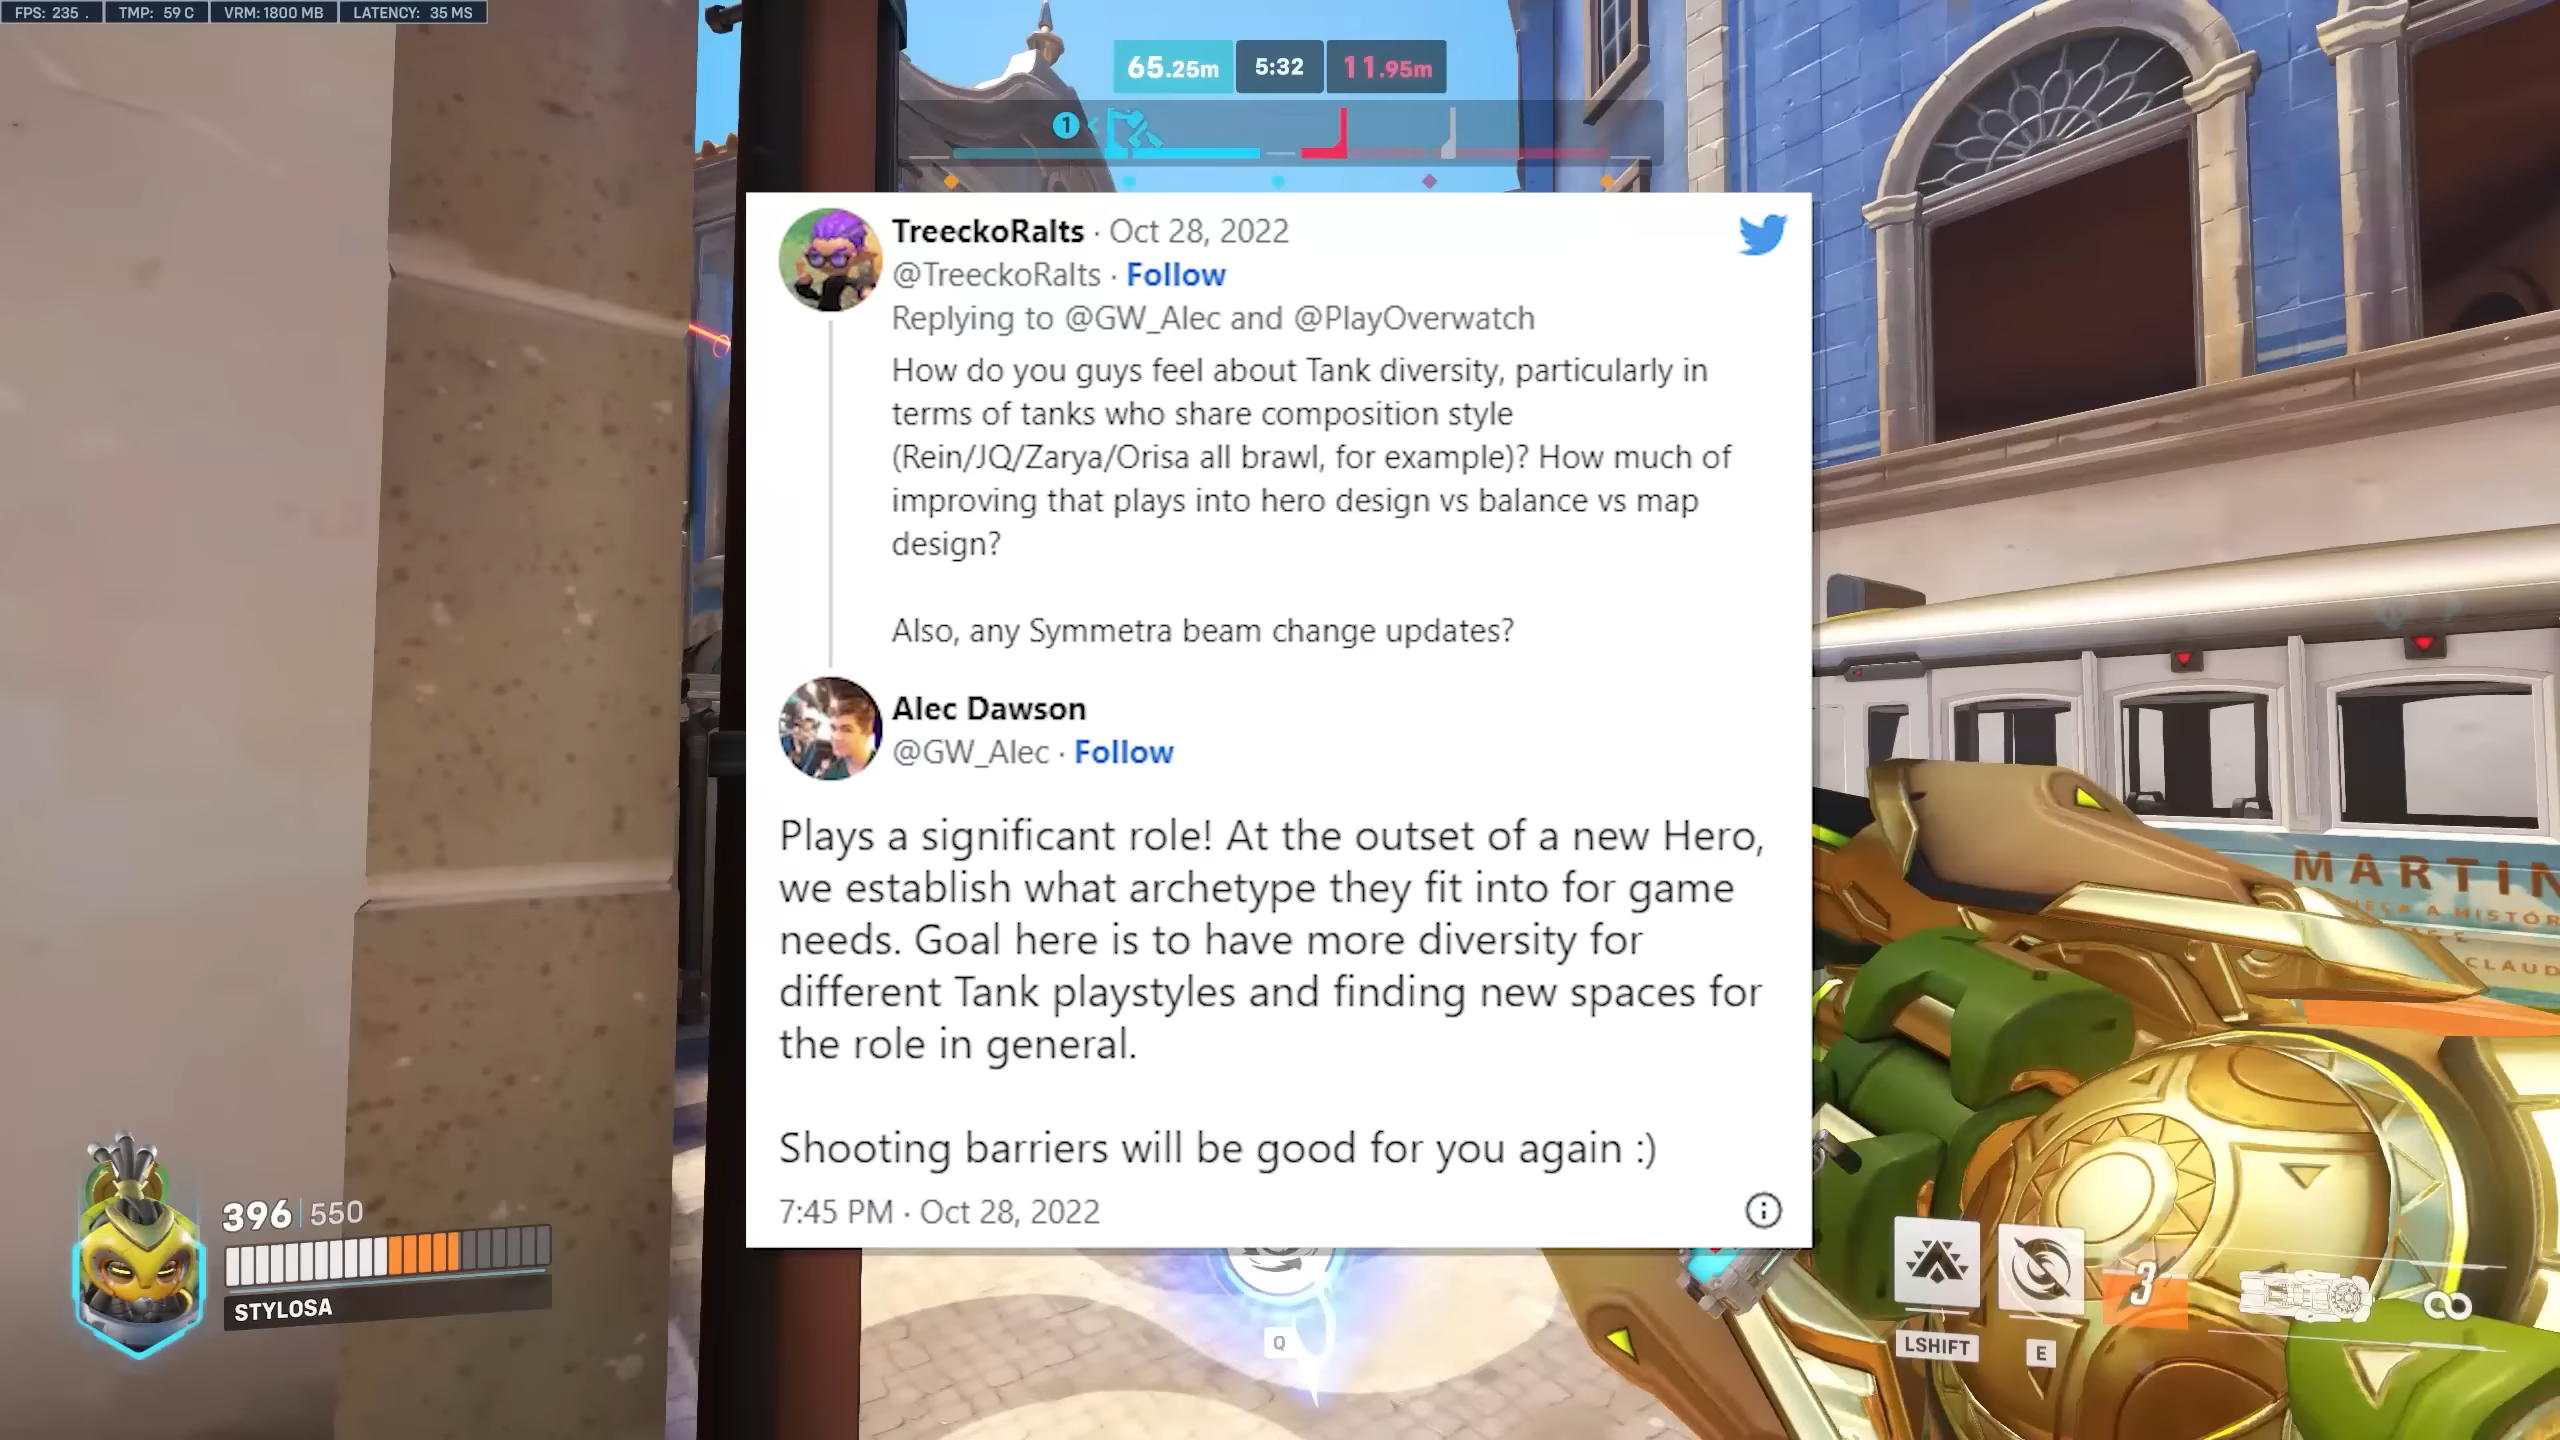 FPS: 235 . TMP: 59 C VRM: 1800 MB LATENCY: 35 MS
65.25m 5:32 11.95m
1
TreeckoRalts · Oct 28, 2022
@TreeckoRalts · Follow
Replying to @GW_Alec and @PlayOverwatch
How do you guys feel about Tank diversity, particularly in
terms of tanks who share composition style
(Rein/JQ/Zarya/Orisa all brawl, for example)? How much of
improving that plays into hero design vs balance vs map
design?
Also, any Symmetra beam change updates?
Alec Dawson
@GW_Alec · Follow
Plays a significant role! At the outset of a new Hero,
we establish what archetype they fit into for game
needs. Goal here is to have more diversity for
different Tank playstyles and finding new spaces for
the role in general.
Shooting barriers will be good for you again :)
7:45 PM · Oct 28, 2022
MARTIN
A HISTÓR
CLAUD
396 | 550
STYLOSA
Q
3
LSHIFT
E